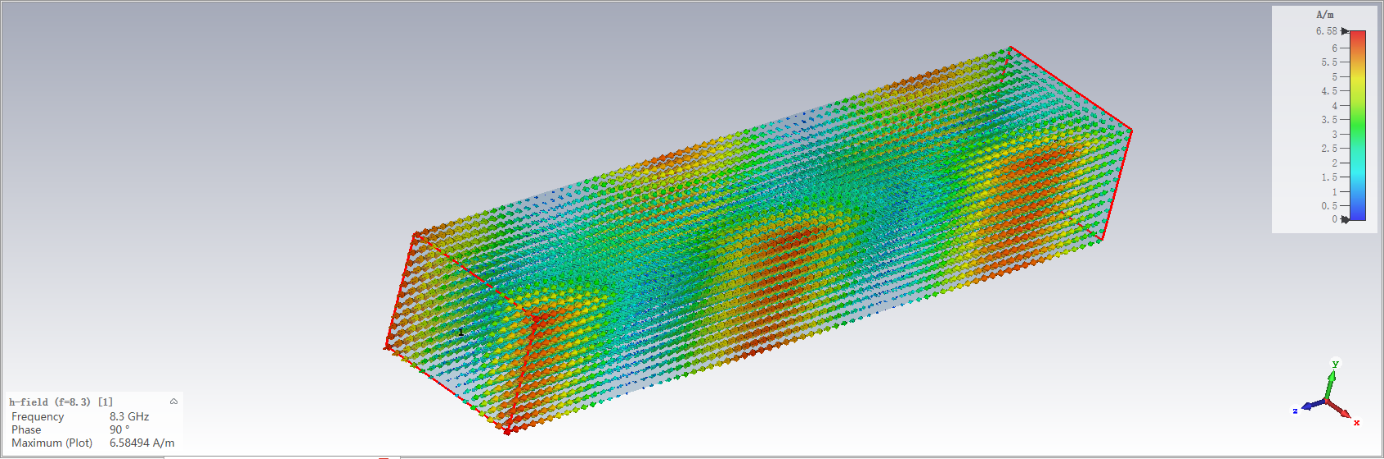 A/m
6.58
6
5.5
5
4.5
4
3.5
3
2.5
2
1.5
1
0.5
0
1
y
z
x
h-field (f=8.3) [1]
Frequency 8.3 GHz
Phase 90 °
Maximum (Plot) 6.58494 A/m